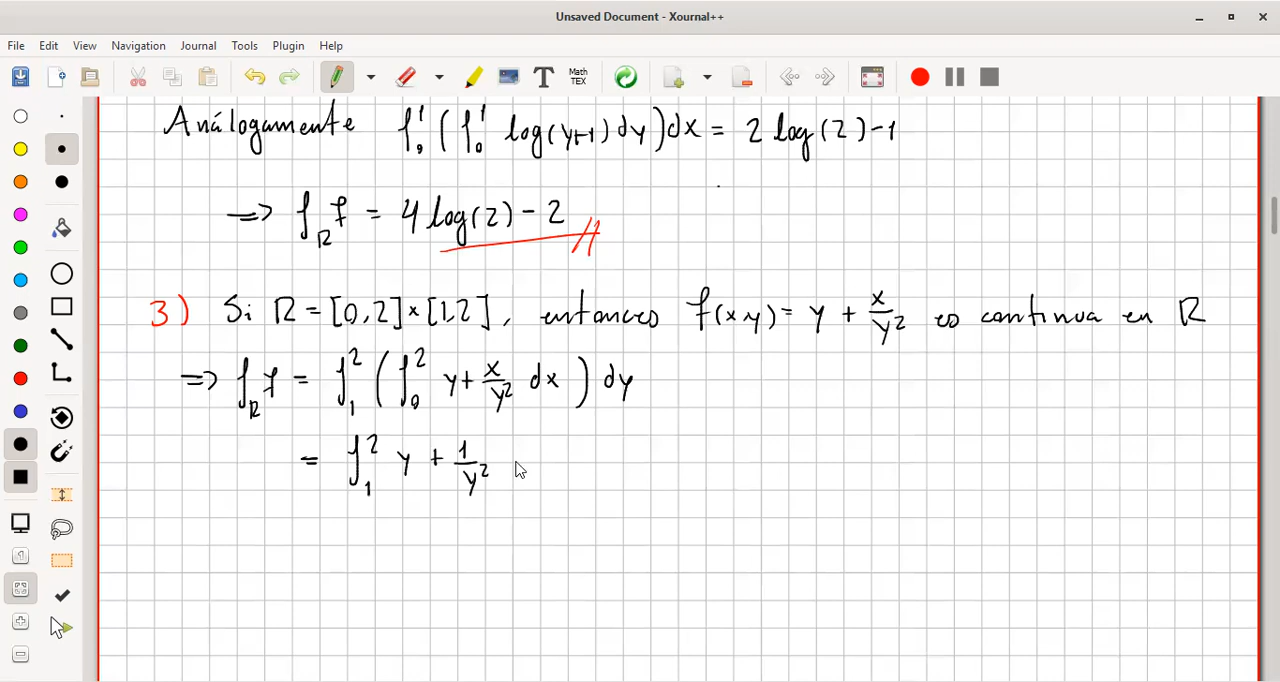 Unsaved Document - Xournal++
File Edit View Navigation Journal Tools Plugin Help
T Math TEX
Análogamente ∫₀¹ (∫₀¹ log(y+1) dy) dx = 2 log(2) - 1
=> ∫_R f = 4 log(2) - 2
3) Si R = [0,2] × [1,2], entonces f(x,y) = y + x/y² es continua en R
=> ∫_R f = ∫₁² (∫₀² y + x/y² dx) dy
= ∫₁² y + 1/y²